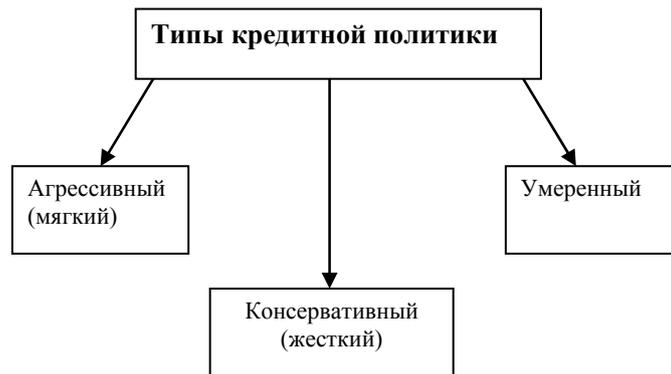 Типы кредитной политики
Агрессивный
(мягкий)
Умеренный
Консервативный
(жесткий)